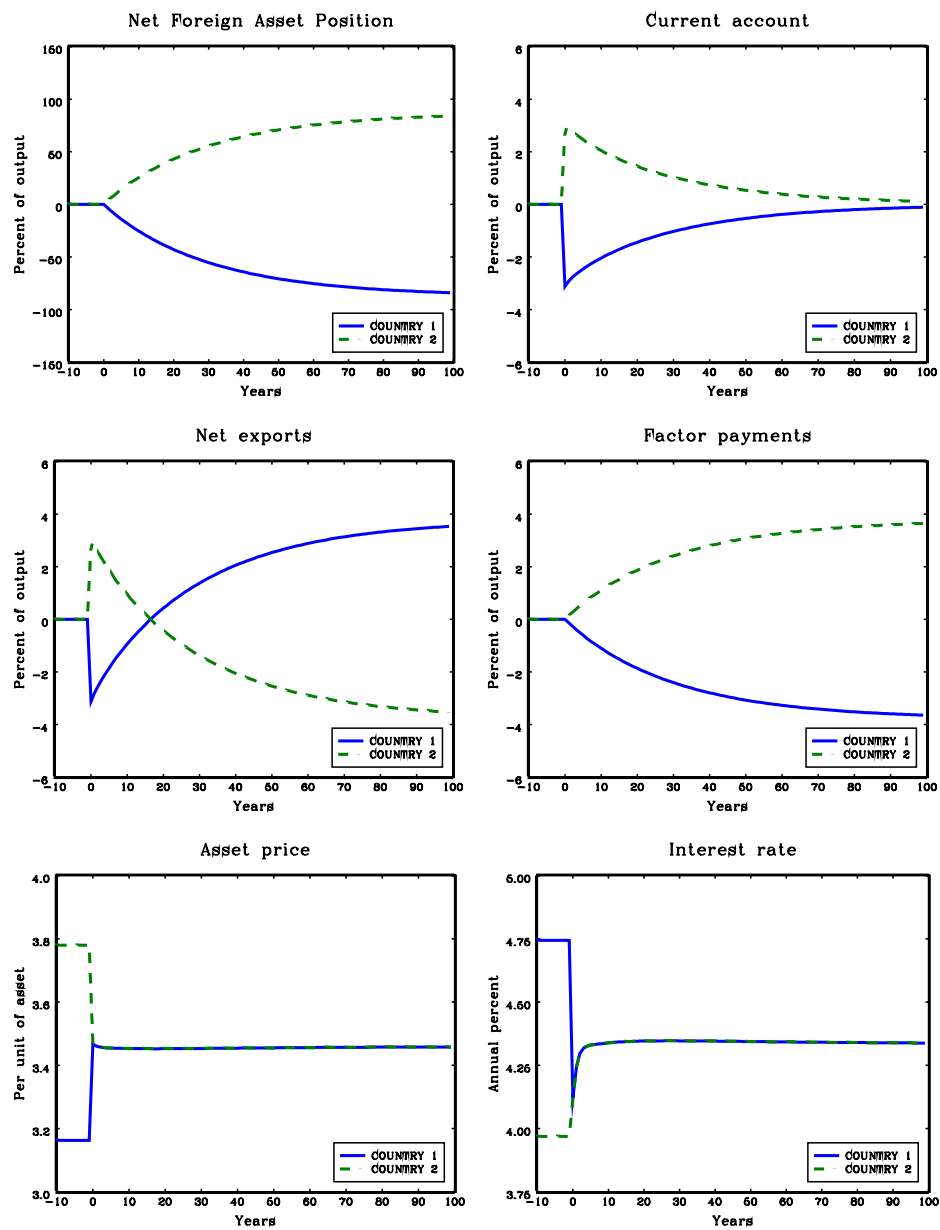 Net Foreign Asset Position
Percent of output
150
100
50
0
-50
-100
-150
-10 0 10 20 30 40 50 60 70 80 90 100
Years
COUNTRY 1
COUNTRY 2
Current account
Percent of output
6
4
2
0
-2
-4
-6
-10 0 10 20 30 40 50 60 70 80 90 100
Years
COUNTRY 1
COUNTRY 2
Net exports
Percent of output
6
4
2
0
-2
-4
-6
-10 0 10 20 30 40 50 60 70 80 90 100
Years
COUNTRY 1
COUNTRY 2
Factor payments
Percent of output
6
4
2
0
-2
-4
-6
-10 0 10 20 30 40 50 60 70 80 90 100
Years
COUNTRY 1
COUNTRY 2
Asset price
Per unit of asset
4.0
3.8
3.6
3.4
3.2
3.0
-10 0 10 20 30 40 50 60 70 80 90 100
Years
COUNTRY 1
COUNTRY 2
Interest rate
Annual percent
5.00
4.75
4.50
4.25
4.00
3.75
-10 0 10 20 30 40 50 60 70 80 90 100
Years
COUNTRY 1
COUNTRY 2